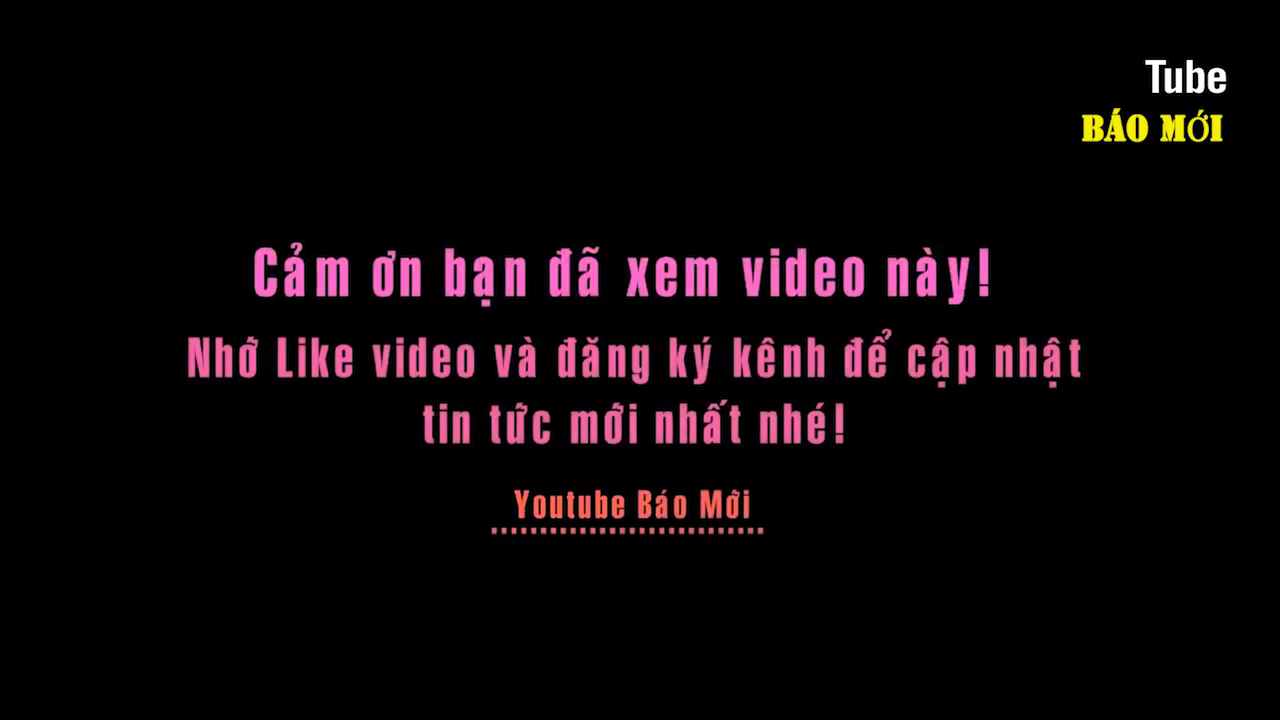 Tube
BÁO MỚI
Cảm ơn bạn đã xem video này!
Nhớ Like video và đăng ký kênh để cập nhật
tin tức mới nhất nhé!
Youtube Báo Mới